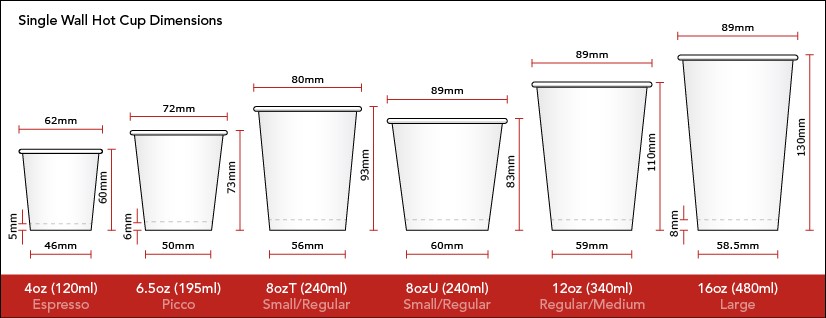 Single Wall Hot Cup Dimensions
62mm
60mm
5mm
46mm
72mm
73mm
6mm
50mm
80mm
93mm
56mm
89mm
83mm
60mm
89mm
110mm
59mm
89mm
130mm
8mm
58.5mm
4oz (120ml)
Espresso
6.5oz (195ml)
Picco
8ozT (240ml)
Small/Regular
8ozU (240ml)
Small/Regular
12oz (340ml)
Regular/Medium
16oz (480ml)
Large